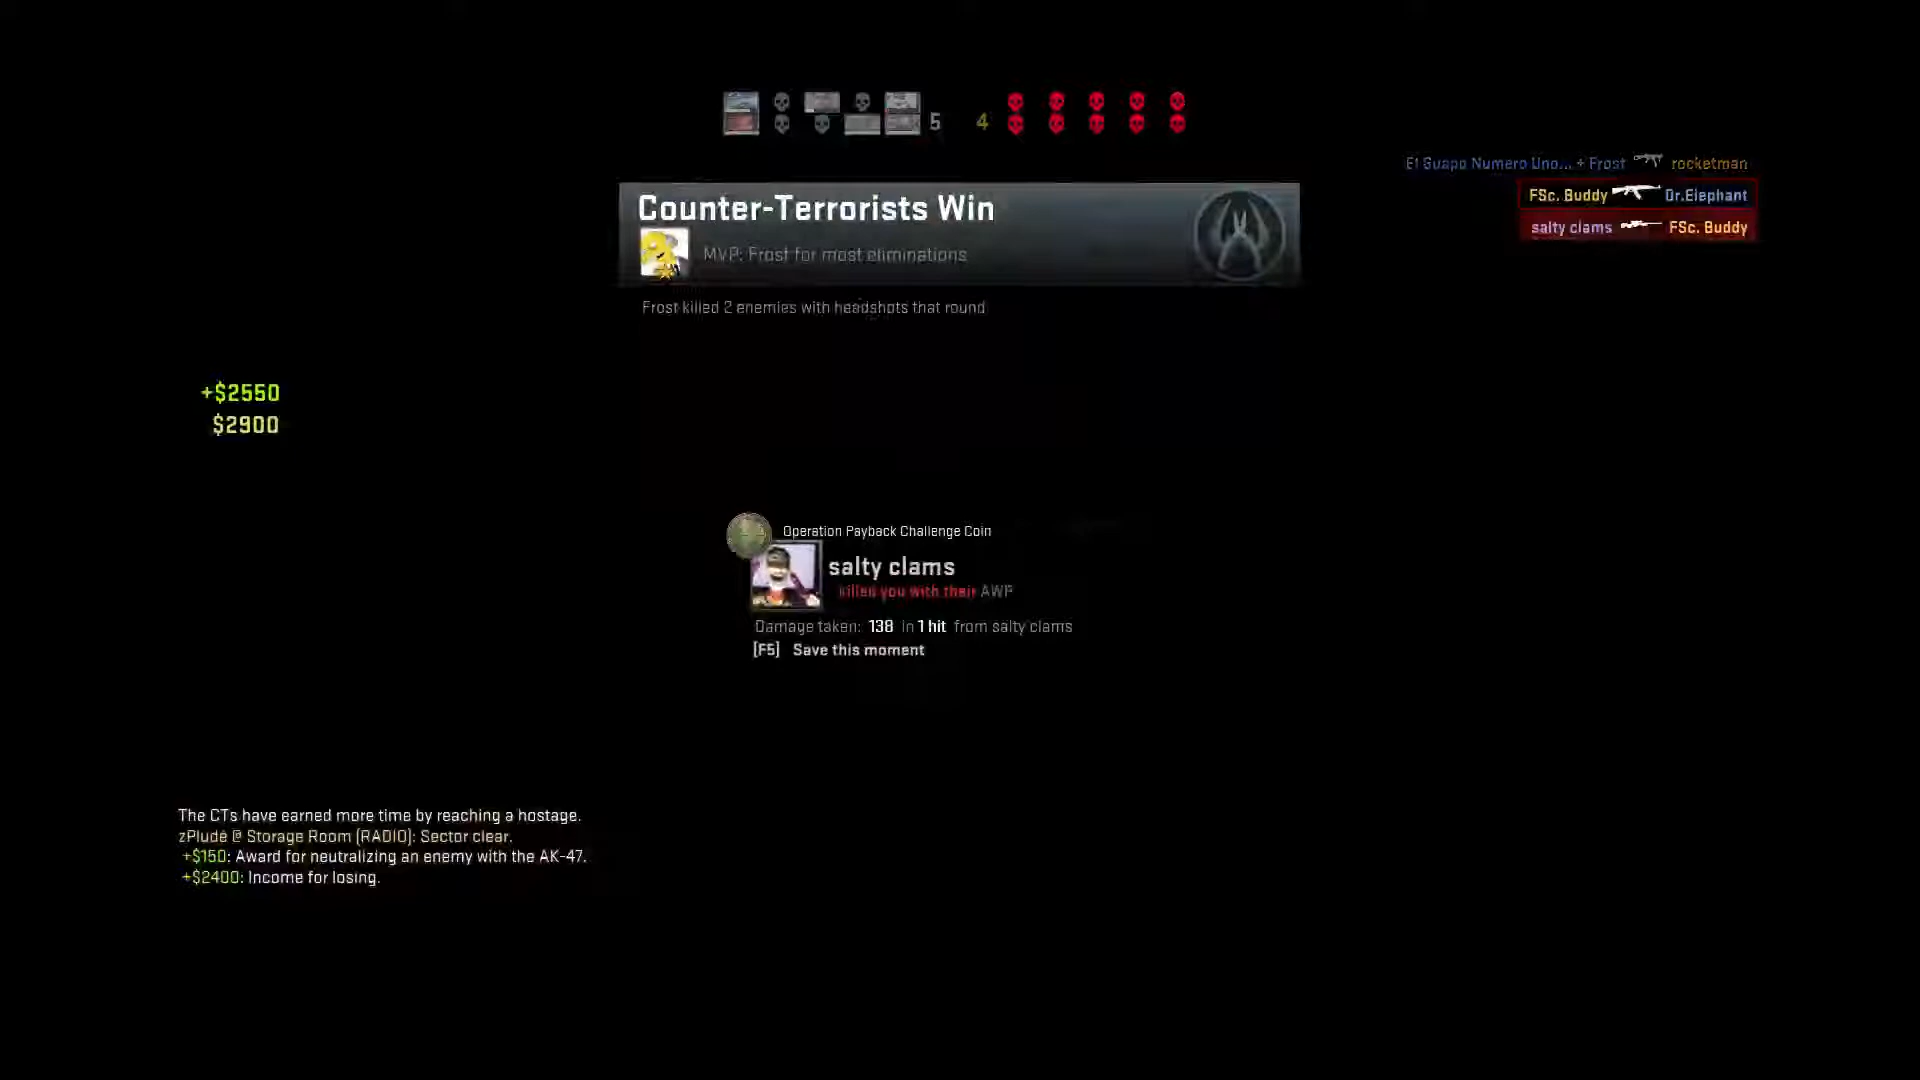 5 4
El Guapo Numero Uno... + Frost rocketman
FSc. Buddy Dr.Elephant
salty clams FSc. Buddy
Counter-Terrorists Win
MVP: Frost for most eliminations
Frost killed 2 enemies with headshots that round
+$2550
$2900
Operation Payback Challenge Coin
salty clams
killed you with their AWP
Damage taken: 138 in 1 hit from salty clams
[F5] Save this moment
The CTs have earned more time by reaching a hostage.
zPlude @ Storage Room (RADIO): Sector clear.
+$150: Award for neutralizing an enemy with the AK-47.
+$2400: Income for losing.